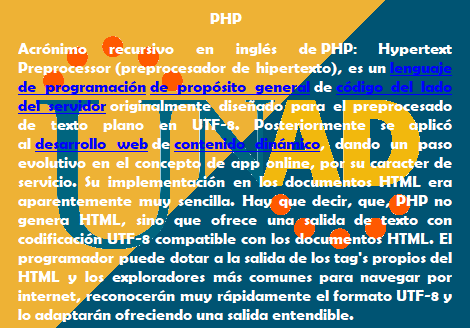 PHP
Acrónimo recursivo en inglés de PHP: Hypertext
Preprocessor (preprocesador de hipertexto), es un lenguaje
de programación de propósito general de código del lado
del servidor originalmente diseñado para el preprocesado
de texto plano en UTF-8. Posteriormente se aplicó
al desarrollo web de contenido dinámico, dando un paso
evolutivo en el concepto de app online, por su carácter de
servicio. Su implementación en los documentos HTML era
aparentemente muy sencilla. Hay que decir, que, PHP no
genera HTML, sino que ofrece una salida de texto con
codificación UTF-8 compatible con los documentos HTML. El
programador puede dotar a la salida de los tag's propios del
HTML y los exploradores más comunes para navegar por
internet, reconocerán muy rápidamente el formato UTF-8 y
lo adaptarán ofreciendo una salida entendible.
UMAD